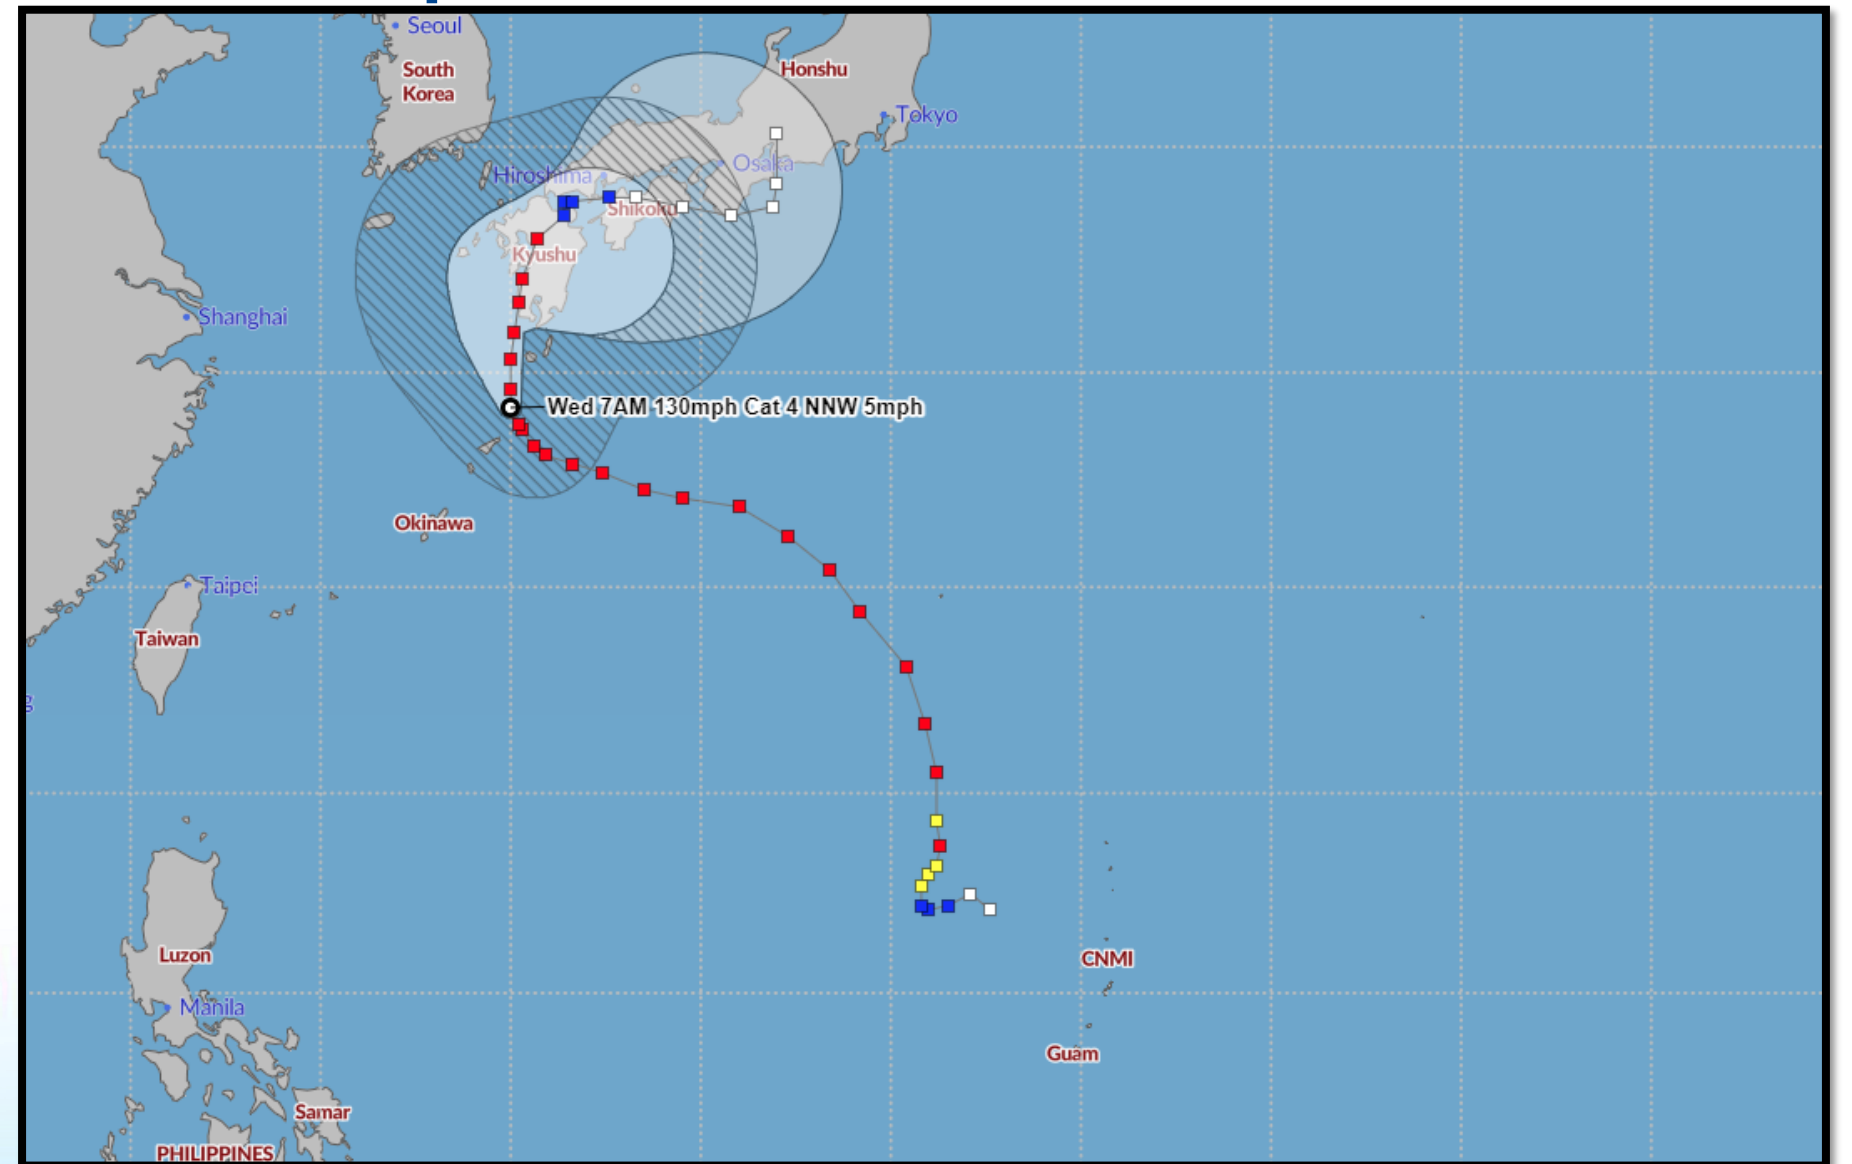 Seoul
South
Korea
Honshu
Tokyo
Osaka
Hiroshima
Shikoku
Kyushu
Shanghai
Wed 7AM 130mph Cat 4 NNW 5mph
Okinawa
Taipei
Taiwan
g
Luzon
CNMI
Manila
Guam
Samar
PHILIPPINES